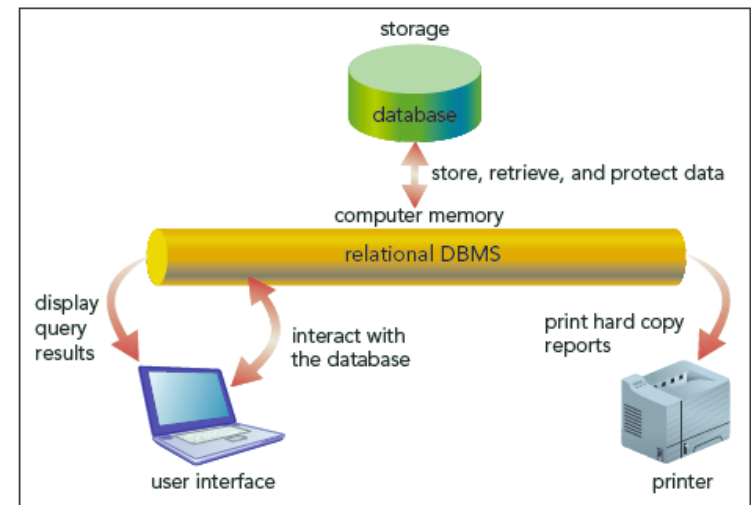 storage
database
store, retrieve, and protect data
computer memory
relational DBMS
display
query
results
interact with
the database
print hard copy
reports
user interface
printer